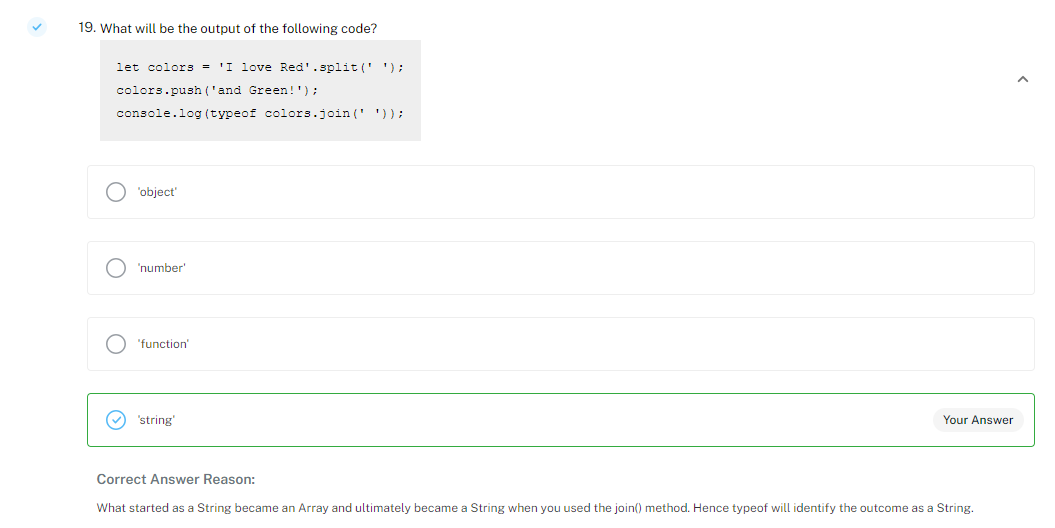 19. What will be the output of the following code?
let colors = 'I love Red'.split(' ');
colors.push('and Green!');
console.log(typeof colors.join(' '));
'object'
'number'
'function'
'string'
Your Answer
Correct Answer Reason:
What started as a String became an Array and ultimately became a String when you used the join() method. Hence typeof will identify the outcome as a String.